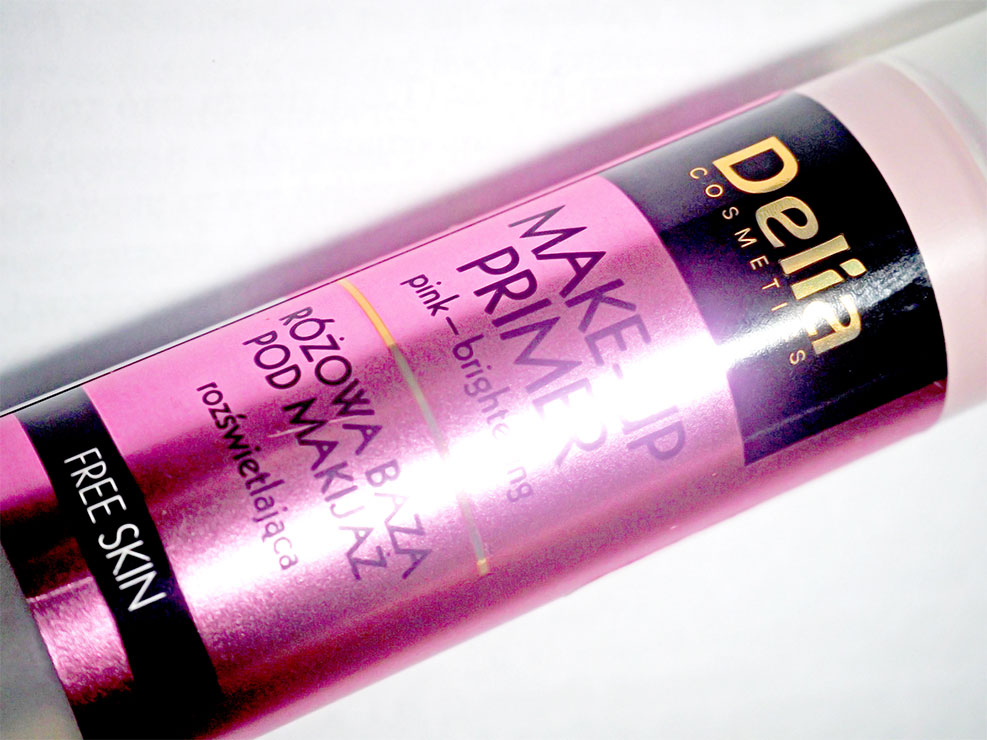 Delia
COSMETICS
MAKE-UP
PRIMER
pink – brightening
RÓŻOWA BAZA
POD MAKIJAŻ
rozświetlająca
FREE SKIN